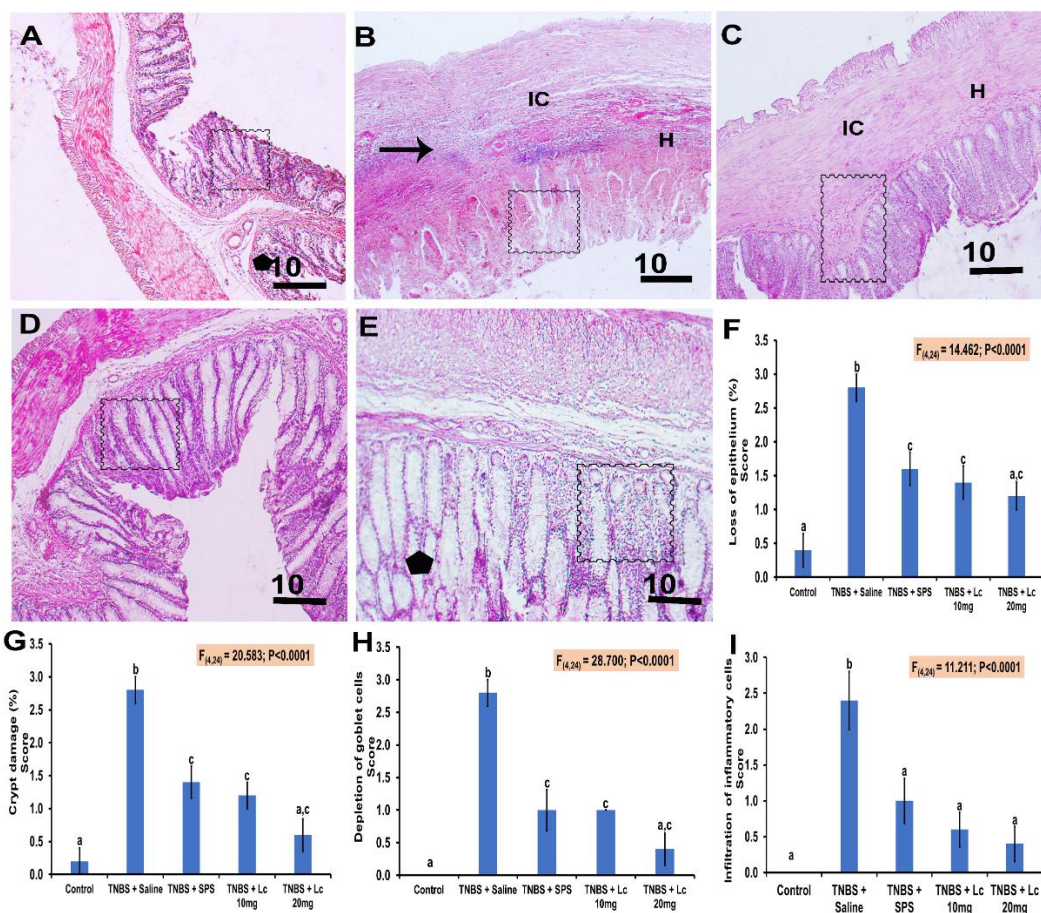 A
10
B
IC
H
10
C
H
IC
10
D
10
E
10
F
F(4,24) = 14.462; P<0.0001
Loss of epithelium (%)
Score
3.5
3.0
2.5
2.0
1.5
1.0
0.5
0.0
a
b
c
c
a,c
Control
TNBS + Saline
TNBS + SPS
TNBS + Lc
10mg
TNBS + Lc
20mg
G
F(4,24) = 20.583; P<0.0001
Crypt damage (%)
Score
3.5
3.0
2.5
2.0
1.5
1.0
0.5
0.0
a
b
c
c
a,c
Control
TNBS + Saline
TNBS + SPS
TNBS + Lc
10mg
TNBS + Lc
20mg
H
F(4,24) = 28.700; P<0.0001
Depletion of goblet cells
Score
3.5
3.0
2.5
2.0
1.5
1.0
0.5
0.0
a
b
c
c
a,c
Control
TNBS + Saline
TNBS + SPS
TNBS + Lc
10mg
TNBS + Lc
20mg
I
F(4,24) = 11.211; P<0.0001
Infiltration of inflammatory cells
Score
3.5
3.0
2.5
2.0
1.5
1.0
0.5
0.0
a
b
a
a
a
Control
TNBS +
Saline
TNBS +
SPS
TNBS + Lc
10mg
TNBS + Lc
20mg